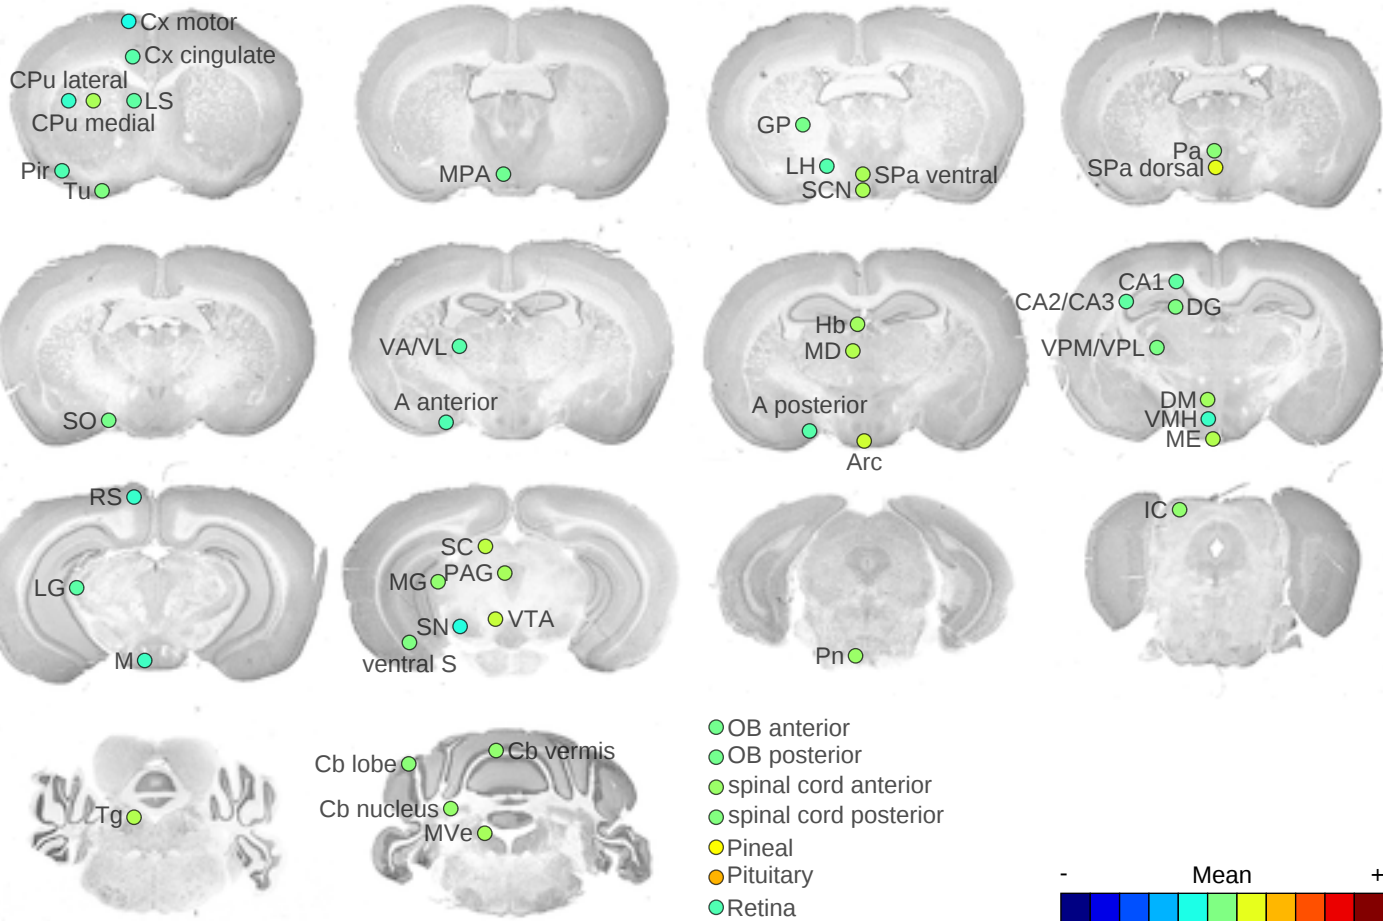 Cx motor
Cx cingulate
CPu lateral
LS
CPu medial
Pir
Tu
MPA
GP
LH
SPa ventral
SCN
Pa
SPa dorsal
SO
VA/VL
A anterior
Hb
MD
A posterior
Arc
CA1
CA2/CA3
DG
VPM/VPL
DM
VMH
ME
RS
LG
M
SC
PAG
MG
VTA
SN
ventral S
Pn
IC
Tg
Cb vermis
Cb lobe
Cb nucleus
MVe
OB anterior
OB posterior
spinal cord anterior
spinal cord posterior
Pineal
Pituitary
Retina
- Mean +